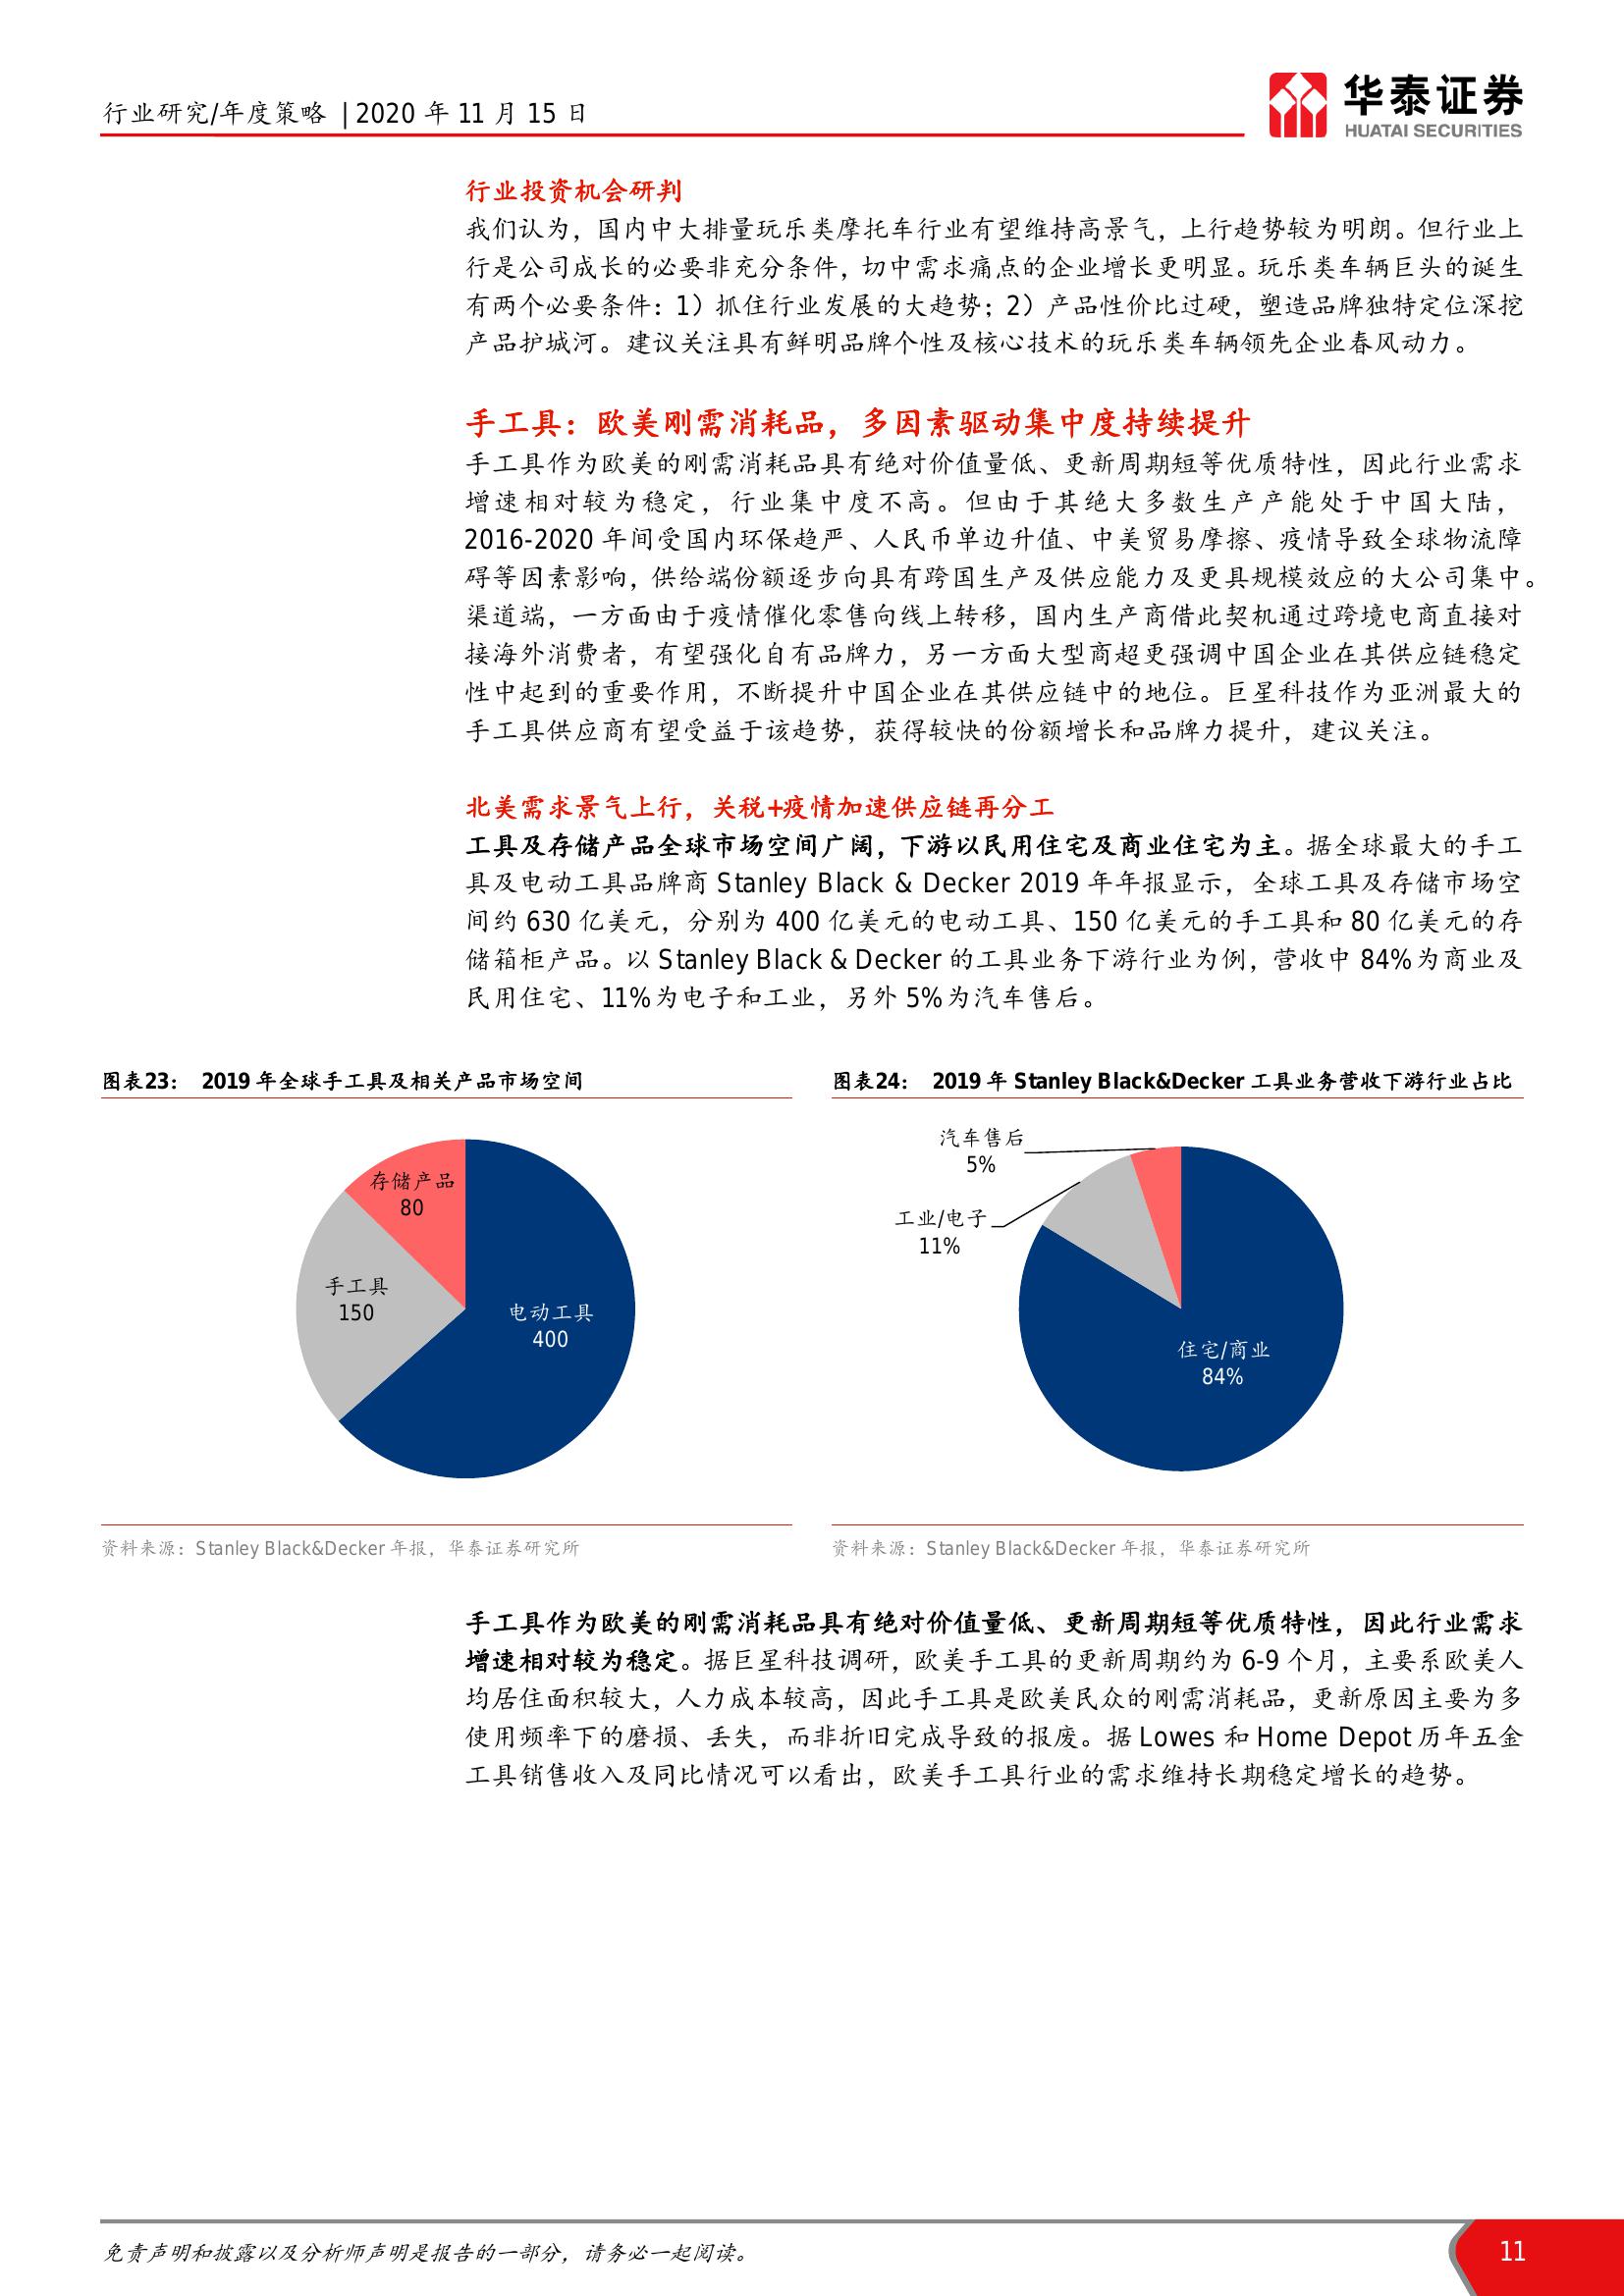 行业研究/年度策略 | 2020 年 11 月 15 日
华泰证券
HUATAI SECURITIES
行业投资机会研判
我们认为，国内中大排量玩乐类摩托车行业有望维持高景气，上行趋势较为明朗。但行业上
行是公司成长的必要非充分条件，切中需求痛点的企业增长更明显。玩乐类车辆巨头的诞生
有两个必要条件：1）抓住行业发展的大趋势；2）产品性价比过硬，塑造品牌独特定位深挖
产品护城河。建议关注具有鲜明品牌个性及核心技术的玩乐类车辆领先企业春风动力。
手工具：欧美刚需消耗品，多因素驱动集中度持续提升
手工具作为欧美的刚需消耗品具有绝对价值量低、更新周期短等优质特性，因此行业需求
增速相对较为稳定，行业集中度不高。但由于其绝大多数生产产能处于中国大陆，
2016-2020 年间受国内环保趋严、人民币单边升值、中美贸易摩擦、疫情导致全球物流障
碍等因素影响，供给端份额逐步向具有跨国生产及供应能力及更具规模效应的大公司集中。
渠道端，一方面由于疫情催化零售向线上转移，国内生产商借此契机通过跨境电商直接对
接海外消费者，有望强化自有品牌力，另一方面大型商超更强调中国企业在其供应链稳定
性中起到的重要作用，不断提升中国企业在其供应链中的地位。巨星科技作为亚洲最大的
手工具供应商有望受益于该趋势，获得较快的份额增长和品牌力提升，建议关注。
北美需求景气上行，关税+疫情加速供应链再分工
工具及存储产品全球市场空间广阔，下游以民用住宅及商业住宅为主。据全球最大的手工
具及电动工具品牌商 Stanley Black & Decker 2019 年年报显示，全球工具及存储市场空
间约 630 亿美元，分别为 400 亿美元的电动工具、150 亿美元的手工具和 80 亿美元的存
储箱柜产品。以 Stanley Black & Decker 的工具业务下游行业为例，营收中 84%为商业及
民用住宅、11%为电子和工业，另外 5%为汽车售后。
图表23： 2019 年全球手工具及相关产品市场空间
存储产品
80
手工具
150
电动工具
400
资料来源：Stanley Black&Decker 年报，华泰证券研究所
图表24： 2019 年 Stanley Black&Decker 工具业务营收下游行业占比
汽车售后
5%
工业/电子
11%
住宅/商业
84%
资料来源：Stanley Black&Decker 年报，华泰证券研究所
手工具作为欧美的刚需消耗品具有绝对价值量低、更新周期短等优质特性，因此行业需求
增速相对较为稳定。据巨星科技调研，欧美手工具的更新周期约为 6-9 个月，主要系欧美人
均居住面积较大，人力成本较高，因此手工具是欧美民众的刚需消耗品，更新原因主要为多
使用频率下的磨损、丢失，而非折旧完成导致的报废。据 Lowes 和 Home Depot 历年五金
工具销售收入及同比情况可以看出，欧美手工具行业的需求维持长期稳定增长的趋势。
免责声明和披露以及分析师声明是报告的一部分，请务必一起阅读。
11